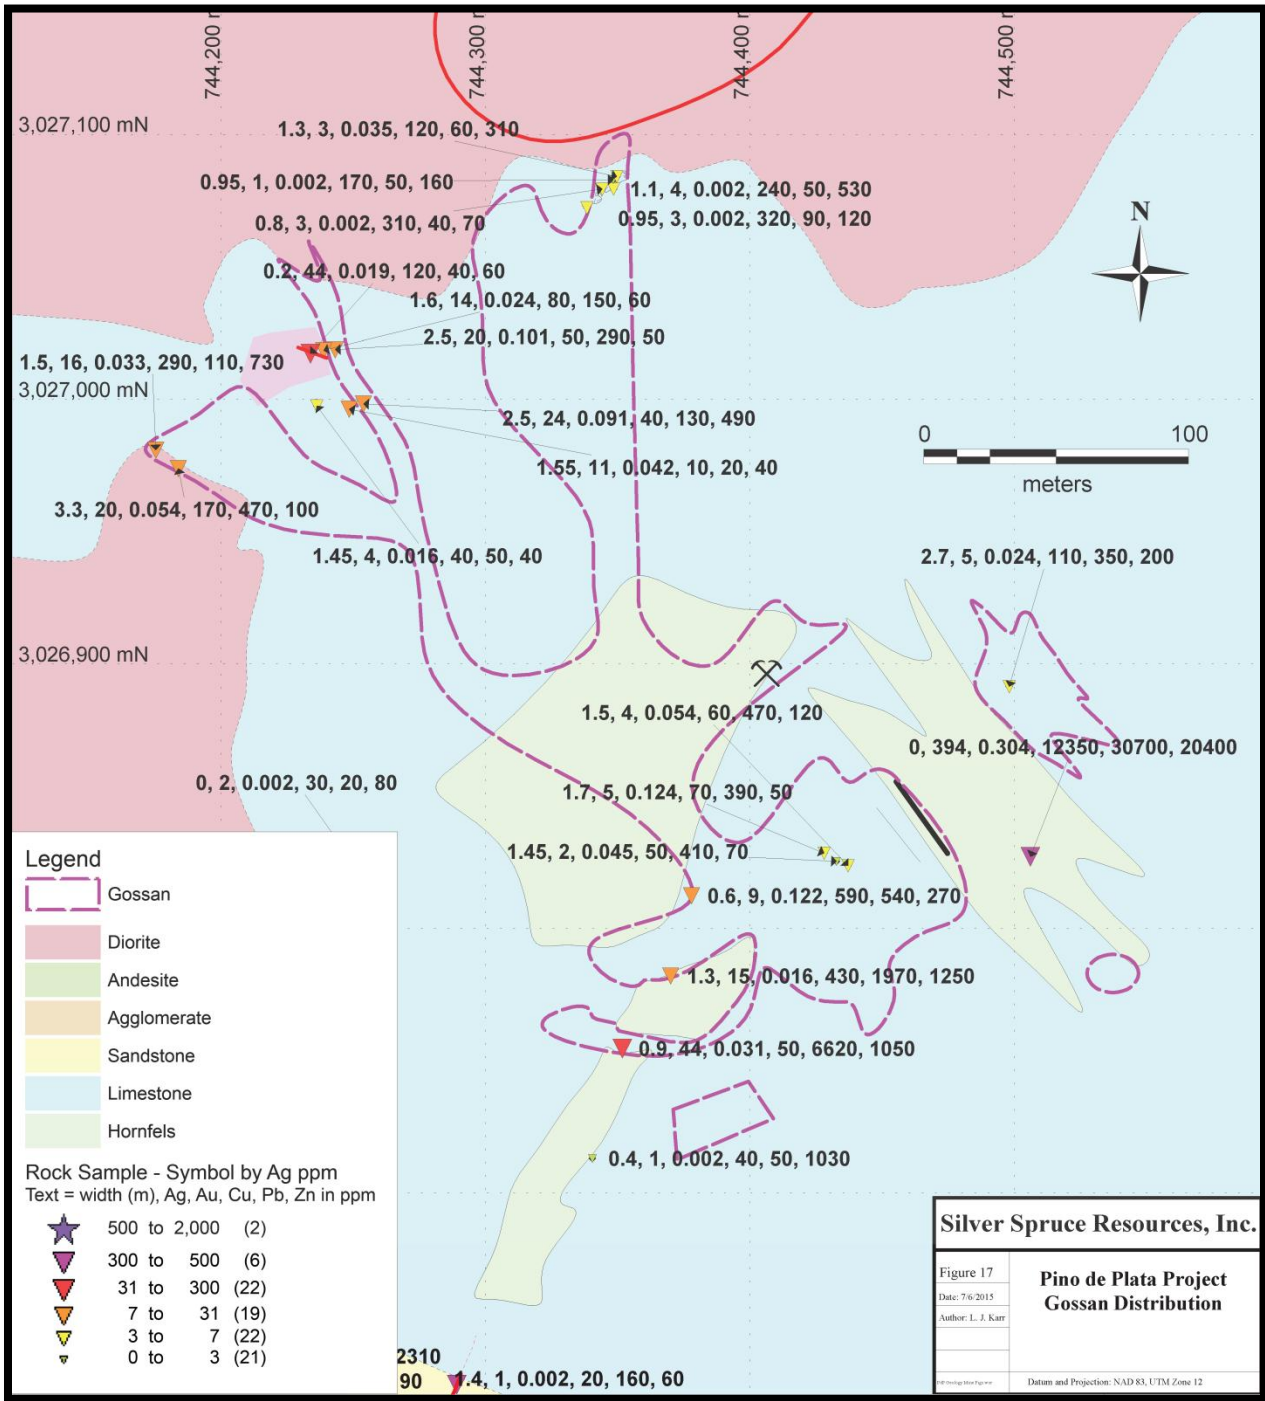 744,200 m
744,300 m
744,400 m
744,500 m
3,027,100 mN
1.3, 3, 0.035, 120, 60, 310
0.95, 1, 0.002, 170, 50, 160
1.1, 4, 0.002, 240, 50, 530
0.8, 3, 0.002, 310, 40, 70
0.95, 3, 0.002, 320, 90, 120
N
0.2, 44, 0.019, 120, 40, 60
1.6, 14, 0.024, 80, 150, 60
2.5, 20, 0.101, 50, 290, 50
1.5, 16, 0.033, 290, 110, 730
3,027,000 mN
2.5, 24, 0.091, 40, 130, 490
0 100
meters
1.55, 11, 0.042, 10, 20, 40
3.3, 20, 0.054, 170, 470, 100
1.45, 4, 0.016, 40, 50, 40
2.7, 5, 0.024, 110, 350, 200
3,026,900 mN
1.5, 4, 0.054, 60, 470, 120
0, 394, 0.304, 12350, 30700, 20400
0, 2, 0.002, 30, 20, 80
1.7, 5, 0.124, 70, 390, 50
1.45, 2, 0.045, 50, 410, 70
0.6, 9, 0.122, 590, 540, 270
1.3, 15, 0.016, 430, 1970, 1250
0.9, 44, 0.031, 50, 6620, 1050
0.4, 1, 0.002, 40, 50, 1030
2310
90
1.4, 1, 0.002, 20, 160, 60
Legend
Gossan
Diorite
Andesite
Agglomerate
Sandstone
Limestone
Hornfels
Rock Sample - Symbol by Ag ppm
Text = width (m), Ag, Au, Cu, Pb, Zn in ppm
500 to 2,000 (2)
300 to 500 (6)
31 to 300 (22)
7 to 31 (19)
3 to 7 (22)
0 to 3 (21)
Silver Spruce Resources, Inc.
Figure 17
Date: 7/6/2015
Author: L. J. Karr
Pino de Plata Project
Gossan Distribution
Datum and Projection: NAD 83, UTM Zone 12